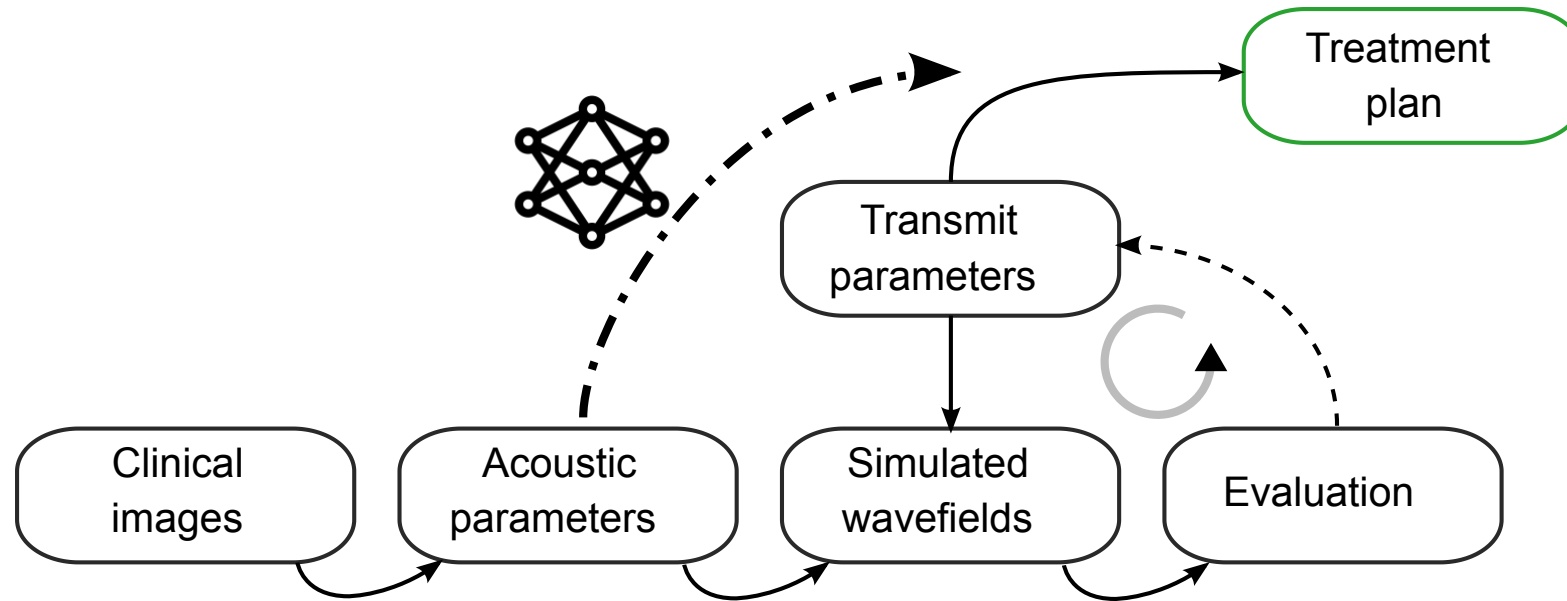 Treatment
plan
Transmit
parameters
Clinical
images
Acoustic
parameters
Simulated
wavefields
Evaluation